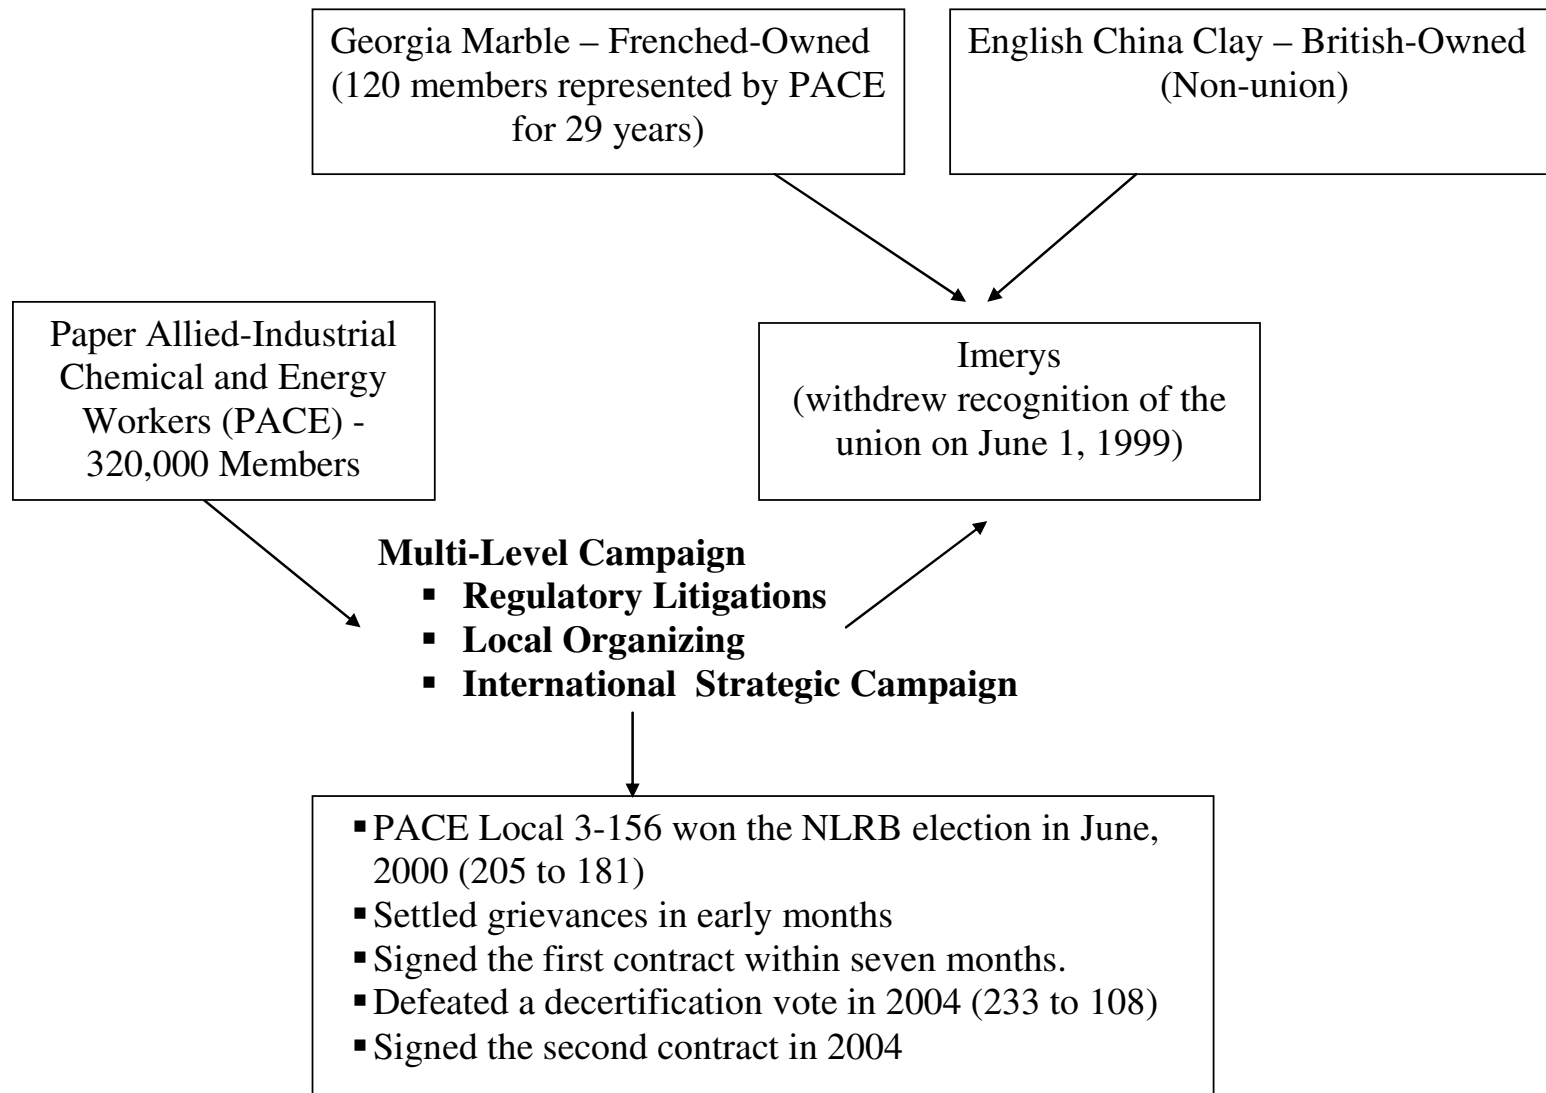 Georgia Marble – Frenched-Owned
(120 members represented by PACE
for 29 years)
English China Clay – British-Owned
(Non-union)
Paper Allied-Industrial
Chemical and Energy
Workers (PACE) -
320,000 Members
Imerys
(withdrew recognition of the
union on June 1, 1999)
Multi-Level Campaign
▪ Regulatory Litigations
▪ Local Organizing
▪ International Strategic Campaign
▪ PACE Local 3-156 won the NLRB election in June,
2000 (205 to 181)
▪ Settled grievances in early months
▪ Signed the first contract within seven months.
▪ Defeated a decertification vote in 2004 (233 to 108)
▪ Signed the second contract in 2004